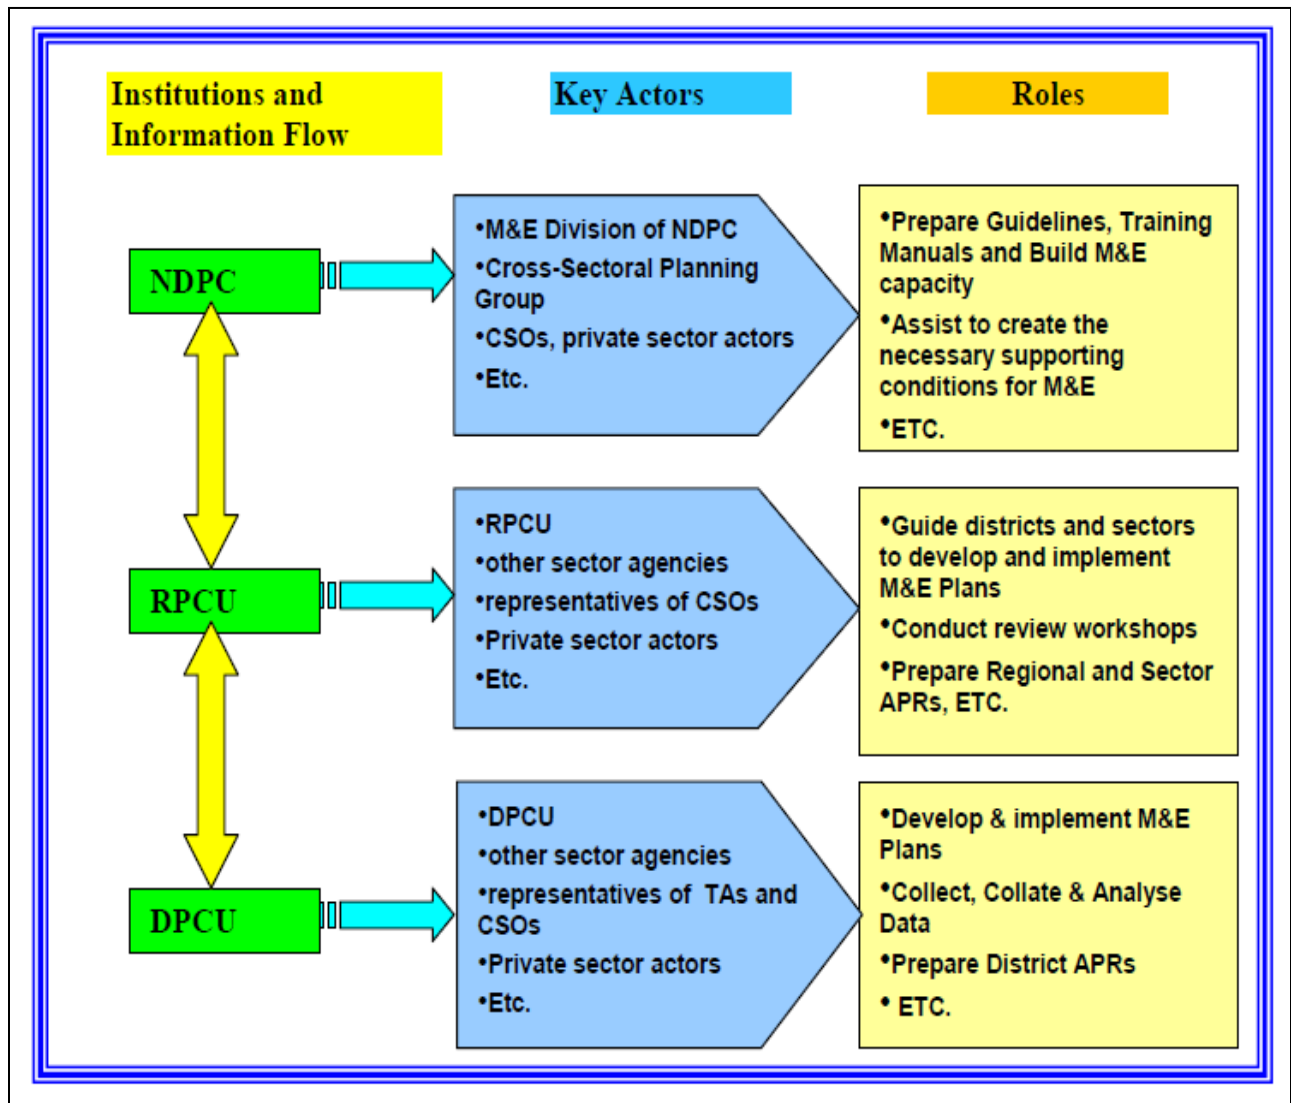 Institutions and
Information Flow
Key Actors
Roles
NDPC
•M&E Division of NDPC
•Cross-Sectoral Planning
Group
•CSOs, private sector actors
•Etc.
•Prepare Guidelines, Training
Manuals and Build M&E
capacity
•Assist to create the
necessary supporting
conditions for M&E
•ETC.
RPCU
•RPCU
•other sector agencies
•representatives of CSOs
•Private sector actors
•Etc.
•Guide districts and sectors
to develop and implement
M&E Plans
•Conduct review workshops
•Prepare Regional and Sector
APRs, ETC.
DPCU
•DPCU
•other sector agencies
•representatives of TAs and
CSOs
•Private sector actors
•Etc.
•Develop & implement M&E
Plans
•Collect, Collate & Analyse
Data
•Prepare District APRs
• ETC.